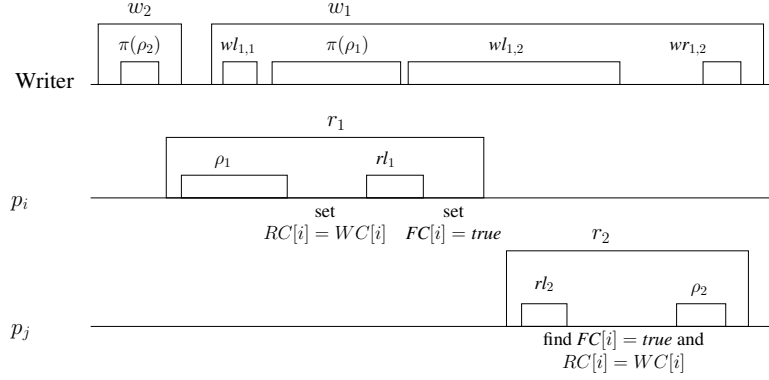 w₂ w₁
π(ρ₂) wl₁,₁ π(ρ₁) wl₁,₂ wr₁,₂
Writer
r₁
ρ₁ rl₁
pᵢ
set set
RC[i] = WC[i] FC[i] = true
r₂
rl₂ ρ₂
pⱼ
find FC[i] = true and
RC[i] = WC[i]